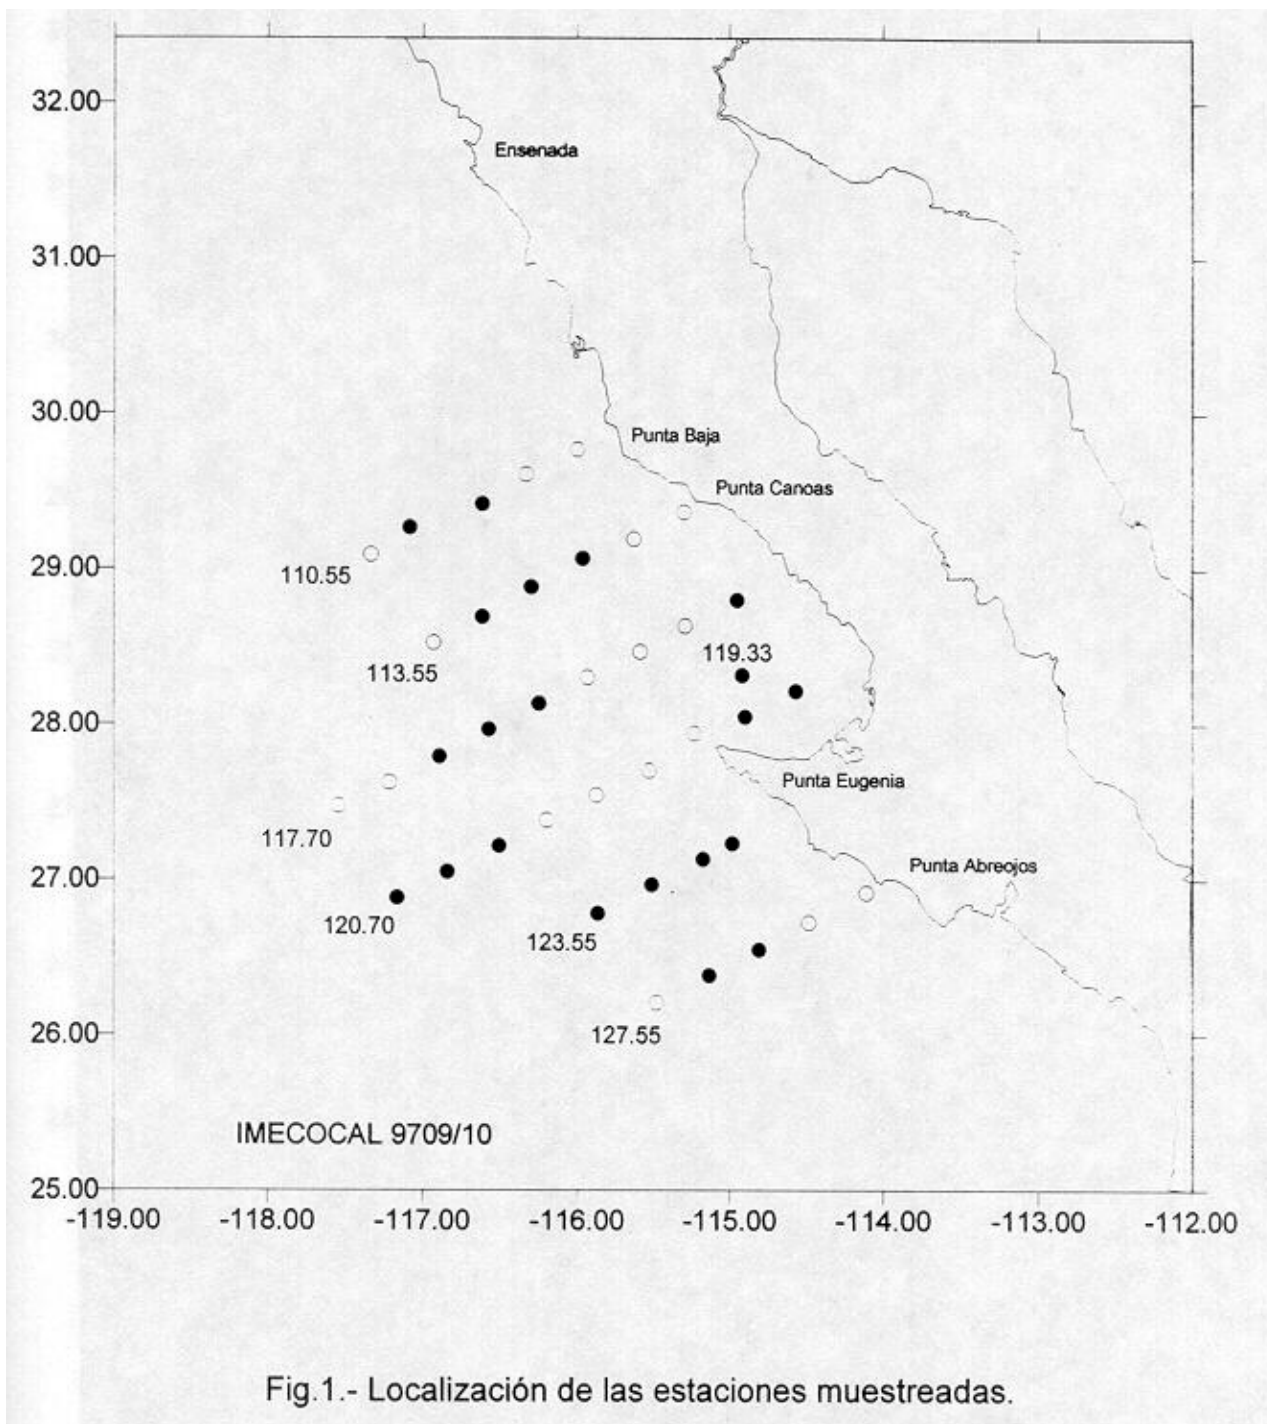 32.00
Ensenada
31.00
30.00
Punta Baja
Punta Canoas
29.00
110.55
119.33
113.55
28.00
Punta Eugenia
117.70
27.00
Punta Abreojos
120.70
123.55
26.00
127.55
IMECOCAL 9709/10
25.00
-119.00 -118.00 -117.00 -116.00 -115.00 -114.00 -113.00 -112.00
Fig.1.- Localización de las estaciones muestreadas.